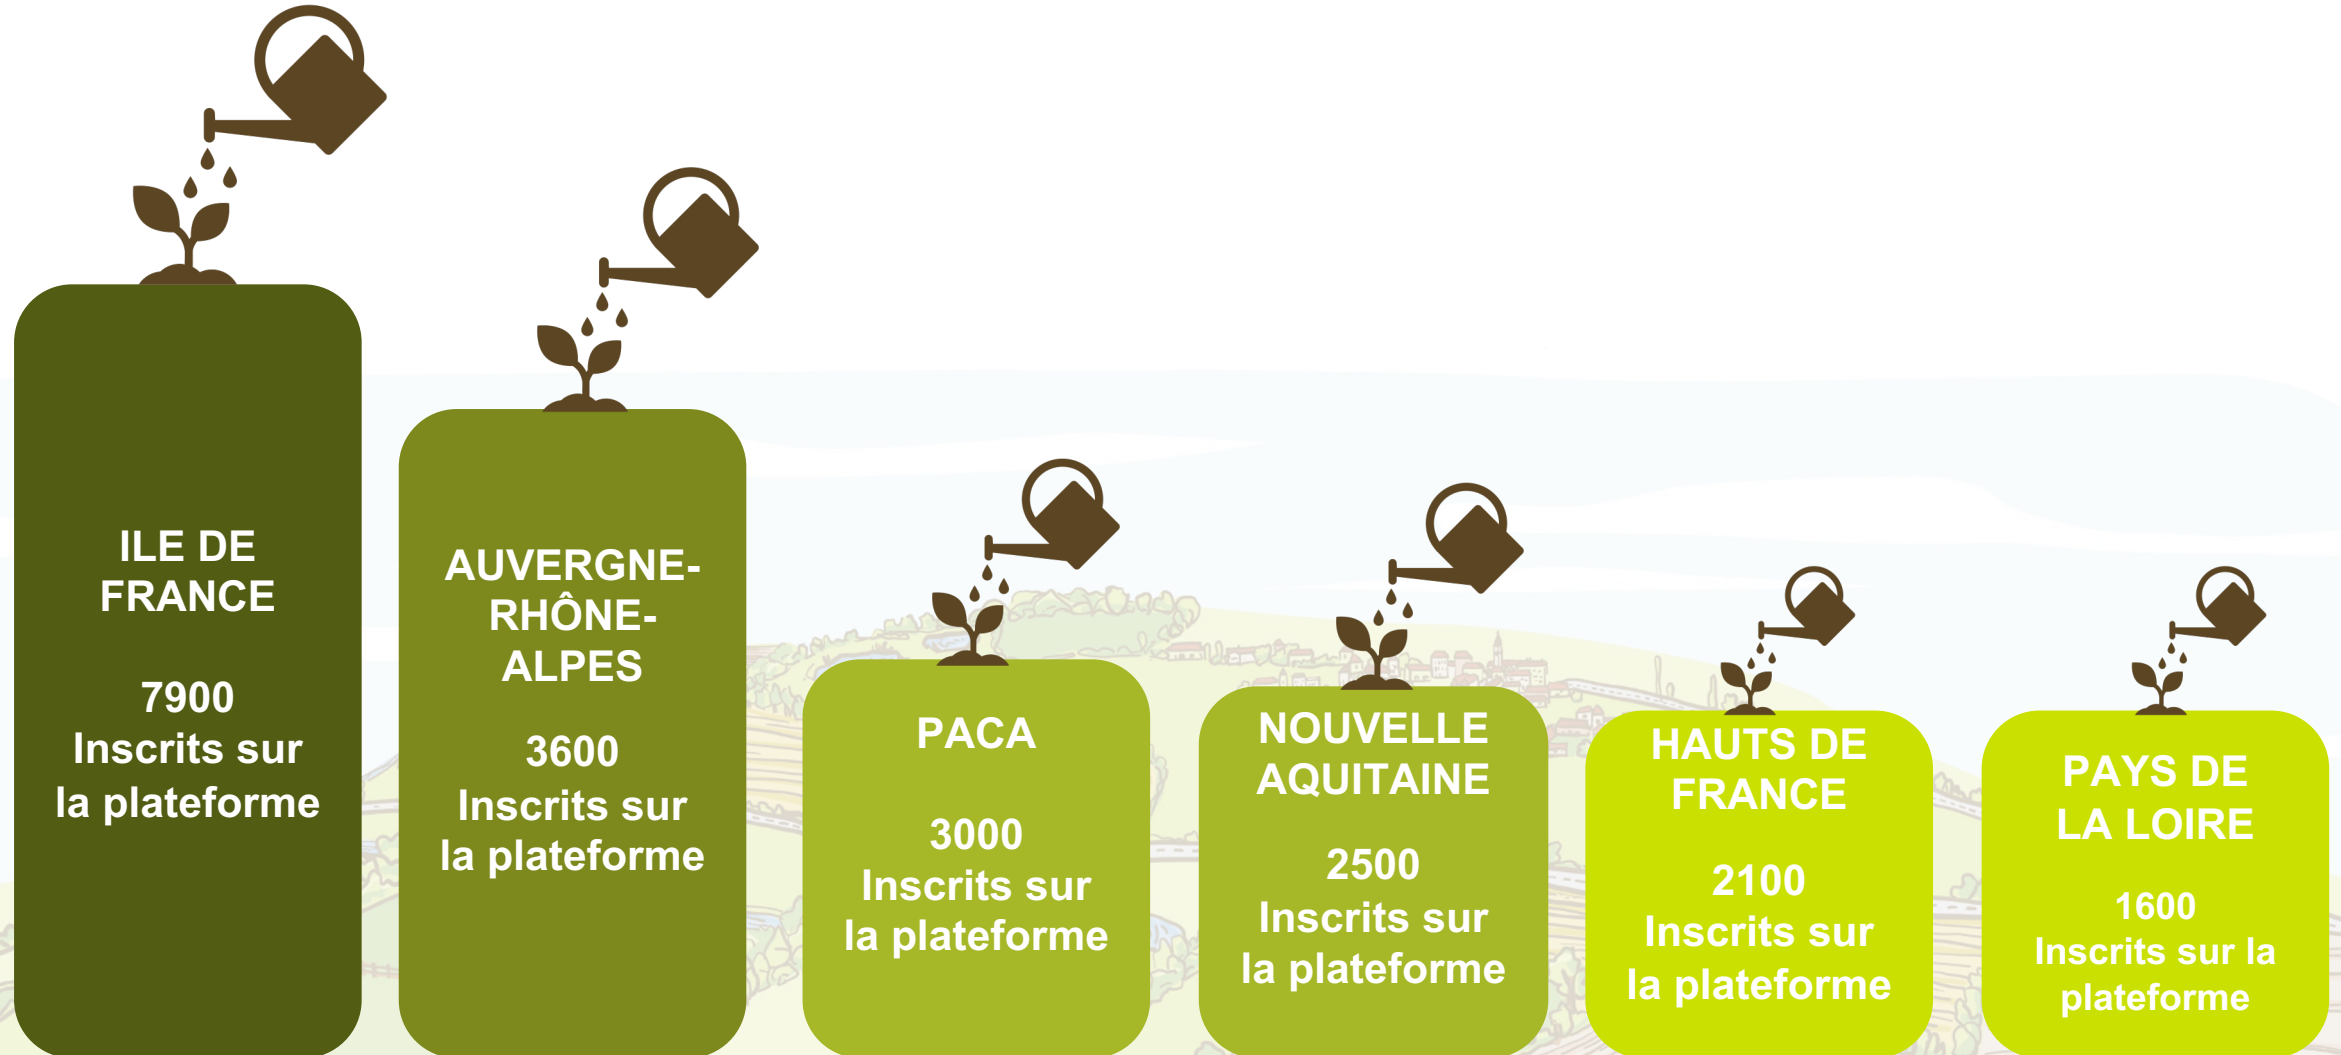 ILE DE
FRANCE
7900
Inscrits sur
la plateforme
AUVERGNE-
RHÔNE-
ALPES
3600
Inscrits sur
la plateforme
PACA
3000
Inscrits sur
la plateforme
NOUVELLE
AQUITAINE
2500
Inscrits sur
la plateforme
HAUTS DE
FRANCE
2100
Inscrits sur
la plateforme
PAYS DE
LA LOIRE
1600
Inscrits sur la
plateforme